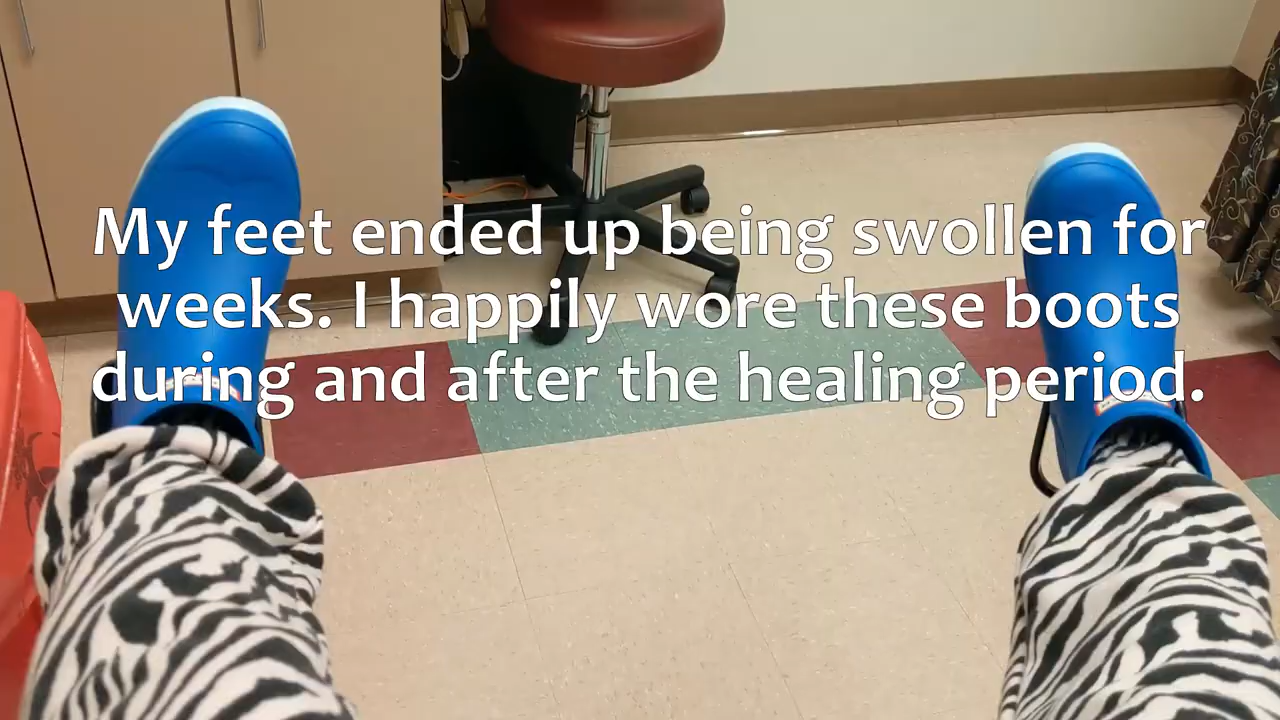 My feet ended up being swollen for
weeks. I happily wore these boots
during and after the healing period.